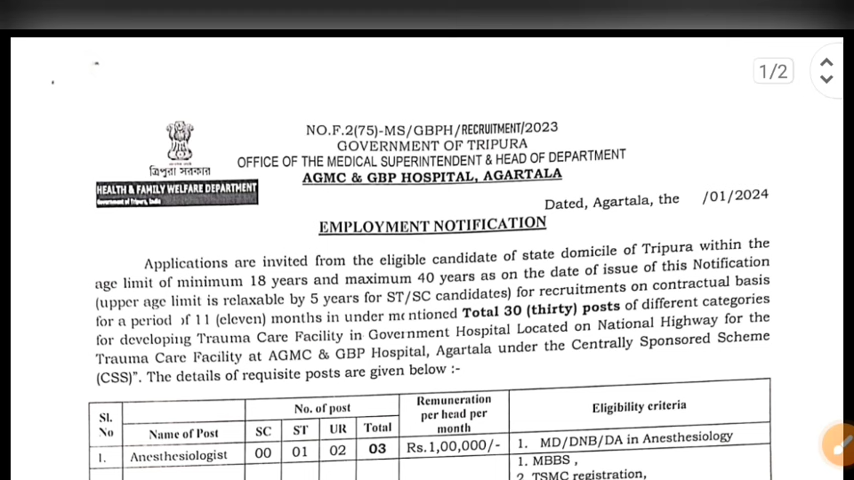 1/2
NO.F.2(75)-MS/GBPH/RECRUITMENT/2023
GOVERNMENT OF TRIPURA
OFFICE OF THE MEDICAL SUPERINTENDENT & HEAD OF DEPARTMENT
ত্রিপুরা সরকার
AGMC & GBP HOSPITAL, AGARTALA
HEALTH & FAMILY WELFARE DEPARTMENT
Government of Tripura, India
Dated, Agartala, the /01/2024
EMPLOYMENT NOTIFICATION
Applications are invited from the eligible candidate of state domicile of Tripura within the
age limit of minimum 18 years and maximum 40 years as on the date of issue of this Notification
(upper age limit is relaxable by 5 years for ST/SC candidates) for recruitments on contractual basis
for a period of 11 (eleven) months in under mentioned Total 30 (thirty) posts of different categories
for developing Trauma Care Facility in Government Hospital Located on National Highway for the
Trauma Care Facility at AGMC & GBP Hospital, Agartala under the Centrally Sponsored Scheme
(CSS)". The details of requisite posts are given below :-
Sl. No Name of Post No. of post SC ST UR Total Remuneration per head per month Eligibility criteria
1. Anesthesiologist 00 01 02 03 Rs.1,00,000/- 1. MD/DNB/DA in Anesthesiology
1. MBBS ,
2. TSMC registration,